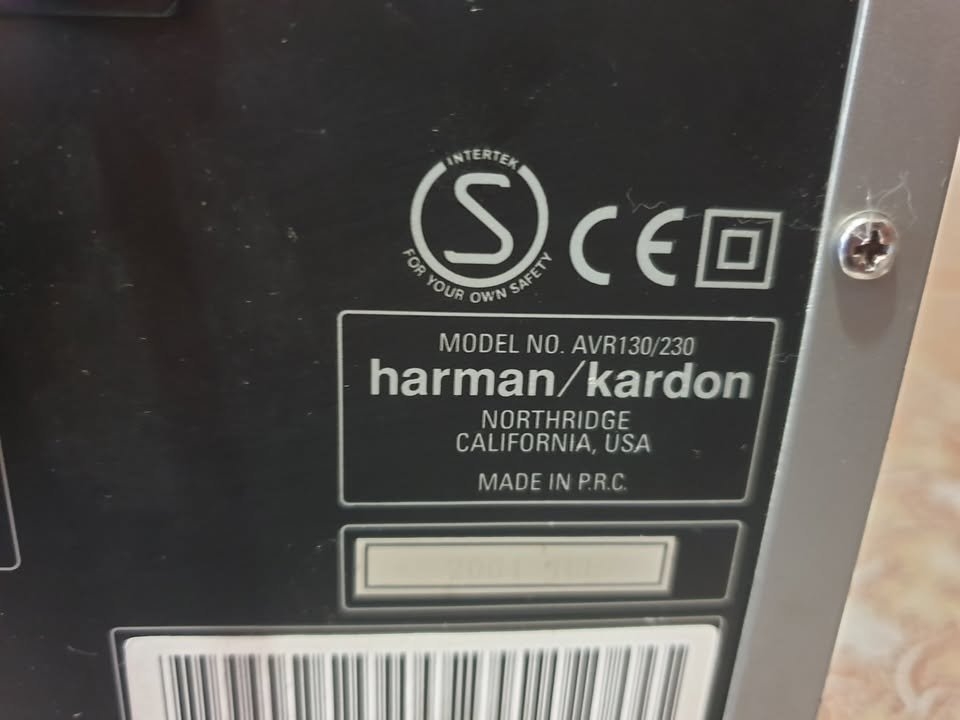 INTERTEK
S
FOR YOUR OWN SAFETY
CE
MODEL NO. AVR130/230
harman/kardon
NORTHRIDGE
CALIFORNIA, USA
MADE IN P.R.C.